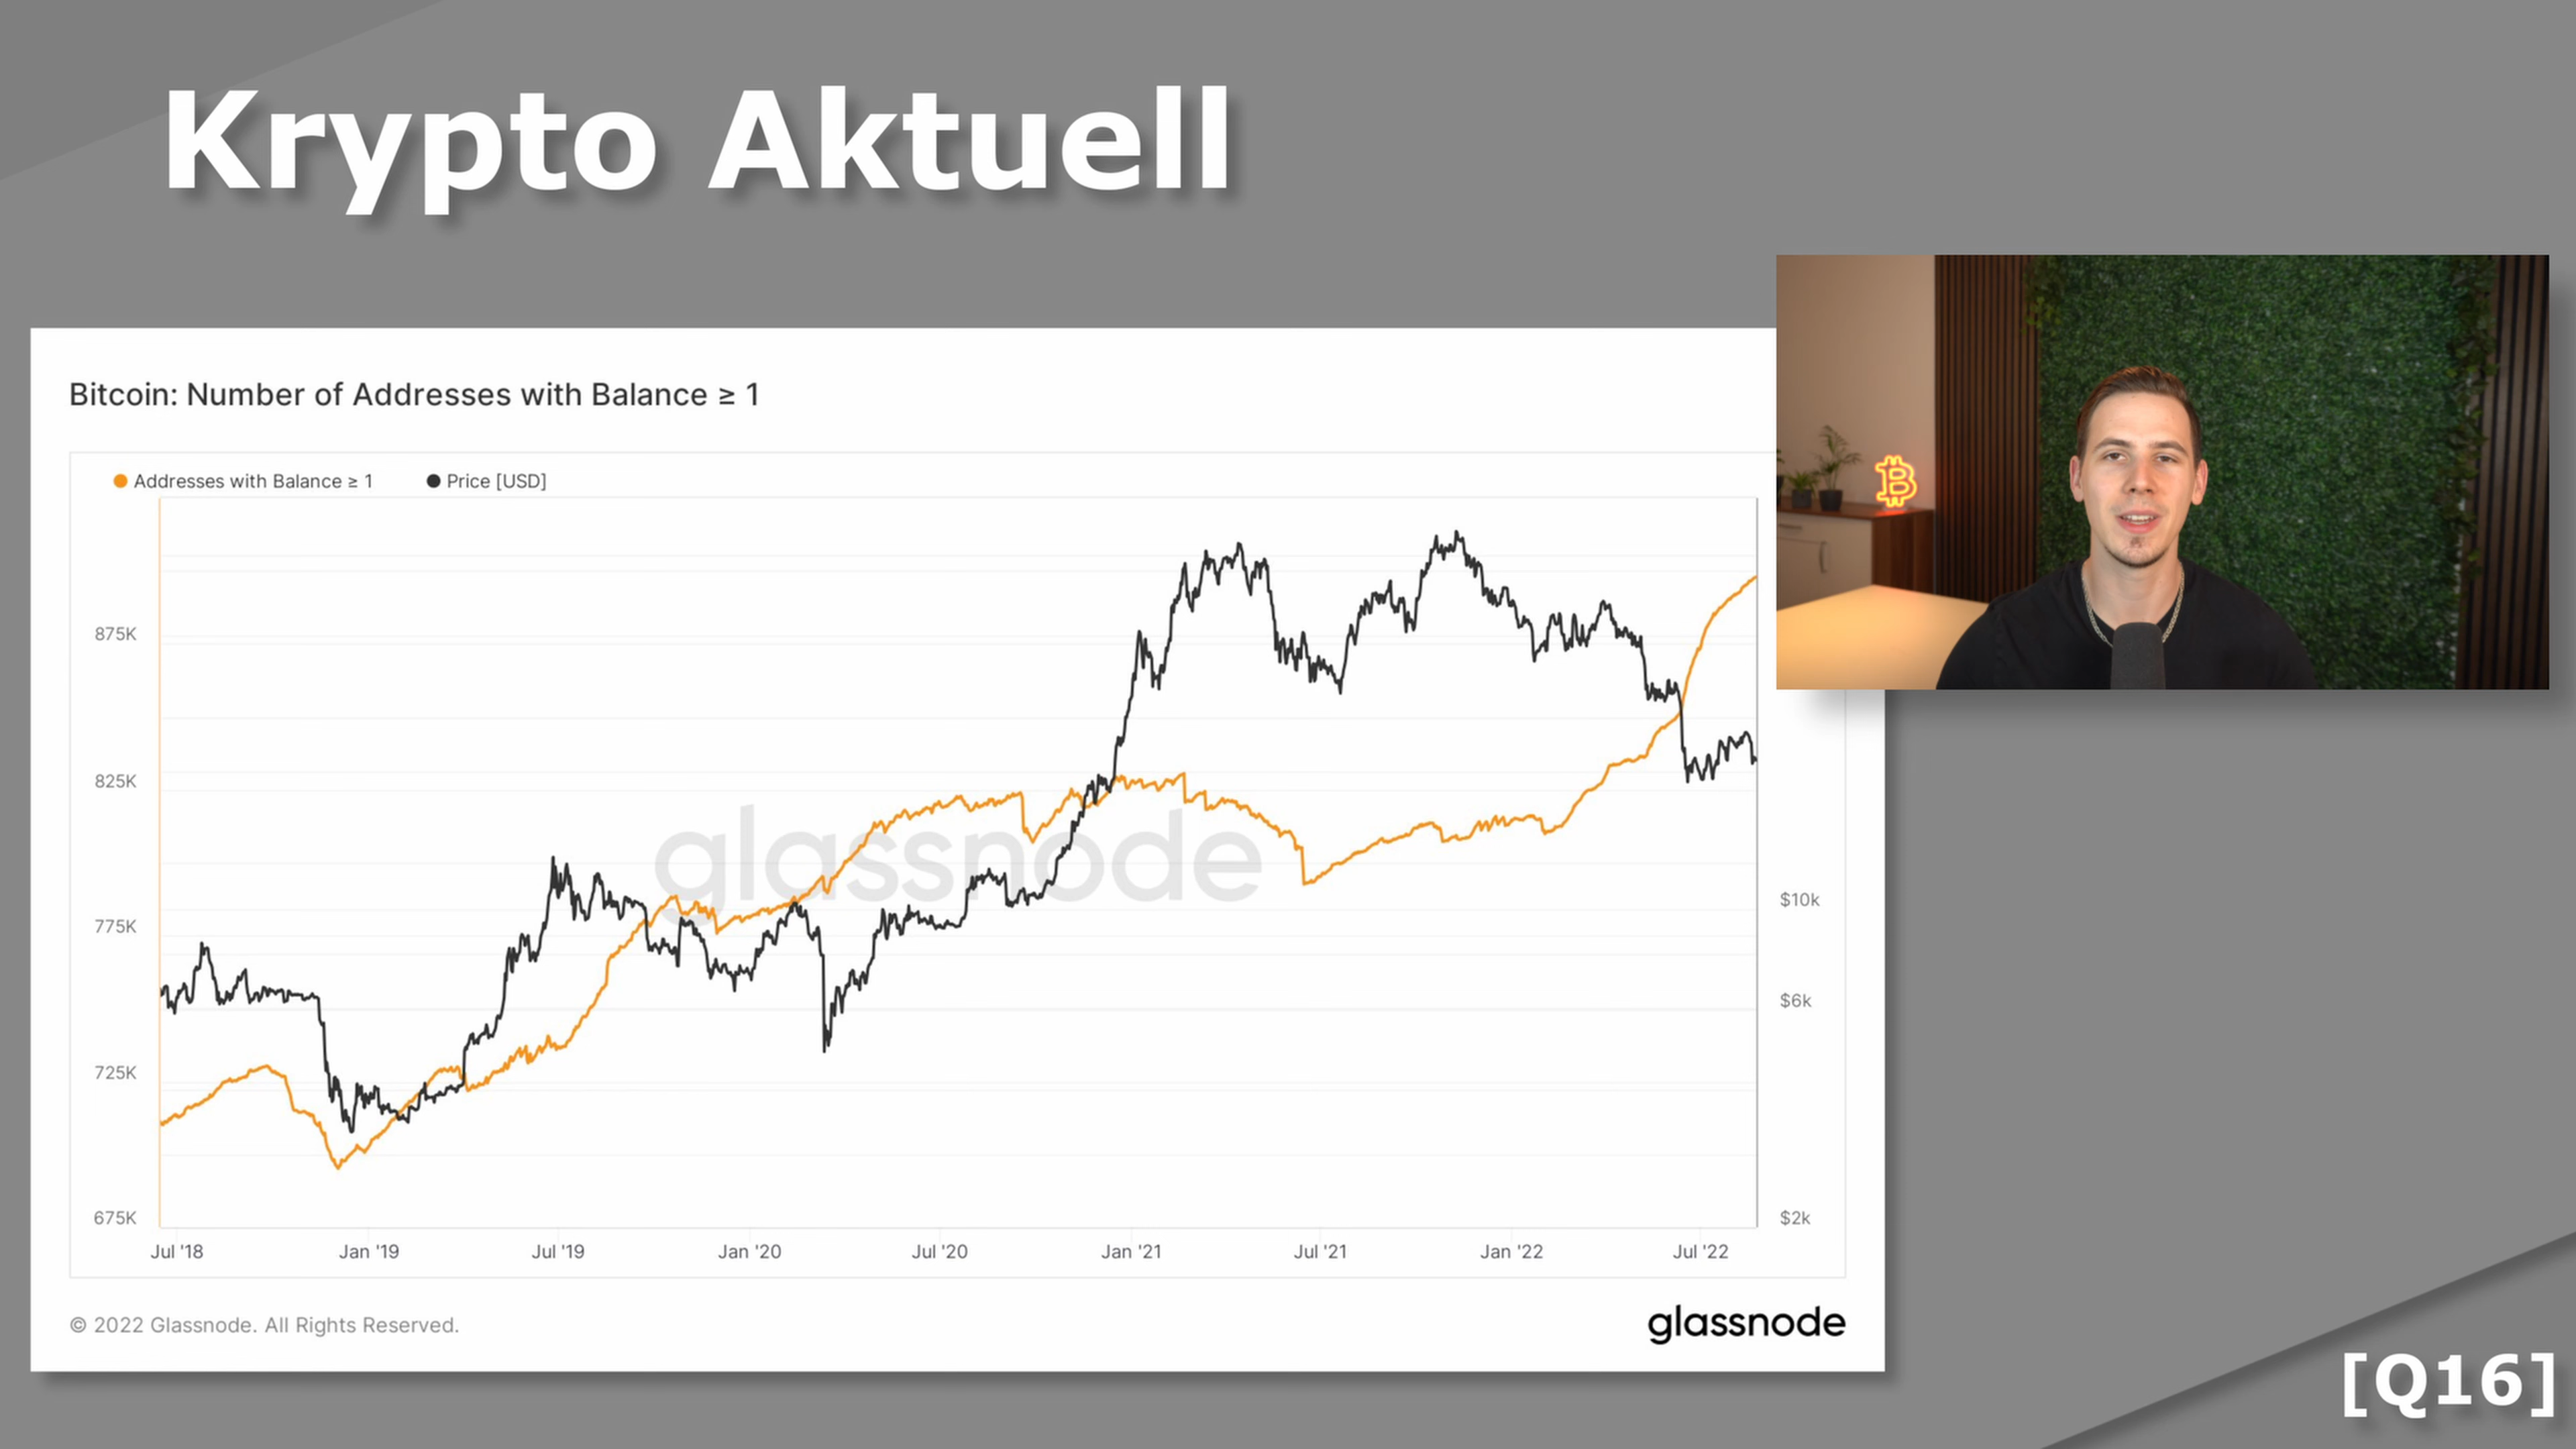 Krypto Aktuell
Bitcoin: Number of Addresses with Balance ≥ 1
Addresses with Balance ≥ 1 Price [USD]
875K
825K
775K
725K
675K
$10k
$6k
$2k
glassnode
Jul '18 Jan '19 Jul '19 Jan '20 Jul '20 Jan '21 Jul '21 Jan '22 Jul '22
© 2022 Glassnode. All Rights Reserved.
glassnode
[Q16]